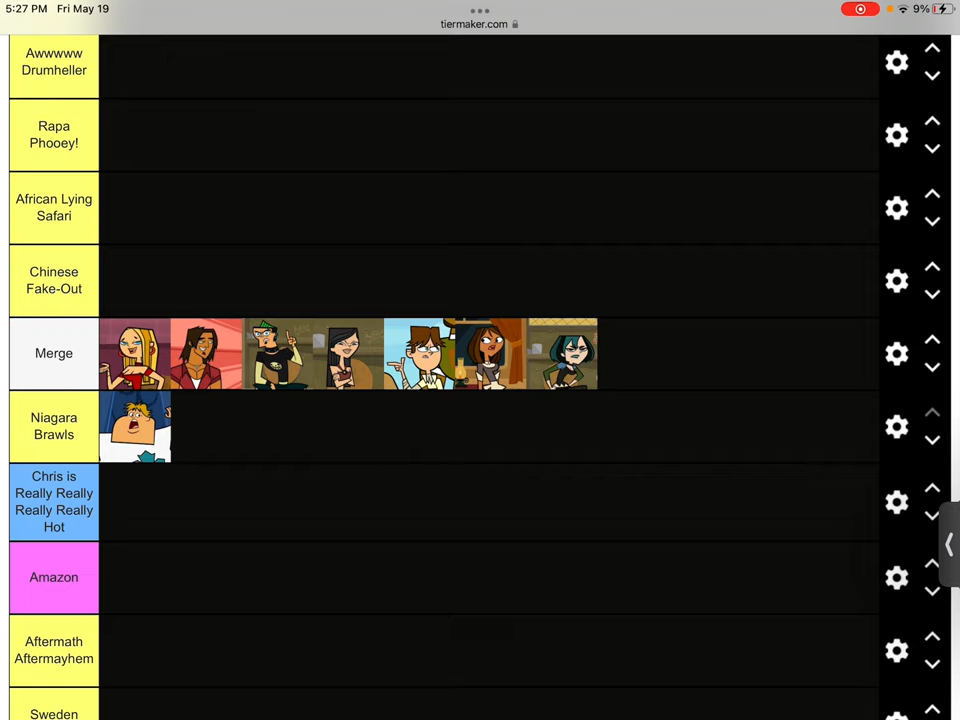 5:27 PM Fri May 19
9%
tiermaker.com
Awwwww
Drumheller
Rapa
Phooey!
African Lying
Safari
Chinese
Fake-Out
Merge
Niagara
Brawls
Chris is
Really Really
Really Really
Hot
Amazon
Aftermath
Aftermayhem
Sweden